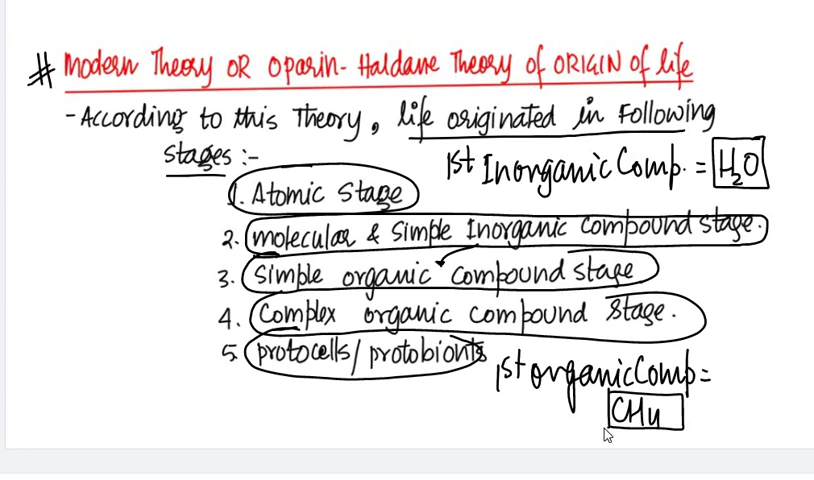 # Modern Theory OR Oparin-Haldane Theory of ORIGIN of life
- According to this Theory, life originated in Following
stages :-
1st Inorganic Comp. = H₂O
1. Atomic Stage
2. molecular & Simple Inorganic compound stage.
3. Simple organic compound stage
4. Complex organic compound stage.
5. protocells/protobionts
1st organic Comp =
CH4